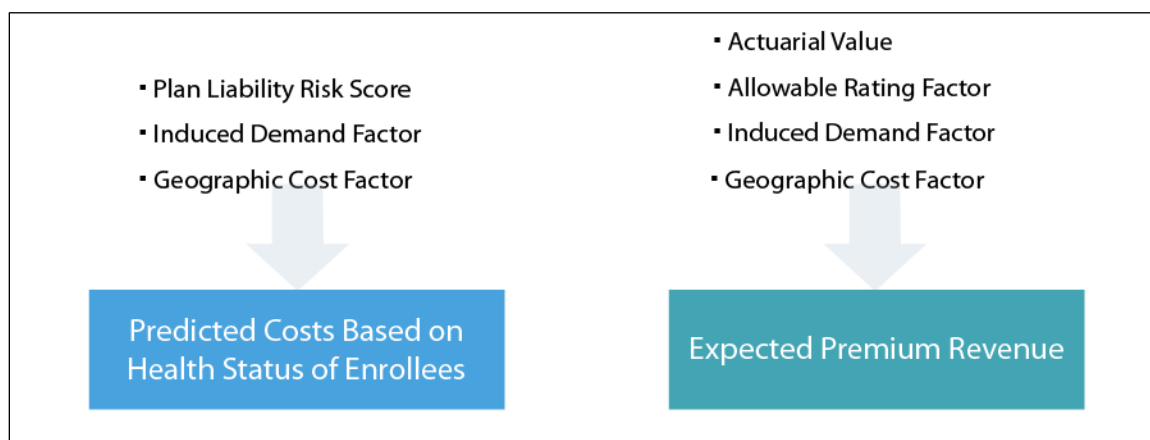 ▪ Plan Liability Risk Score
▪ Induced Demand Factor
▪ Geographic Cost Factor
Predicted Costs Based on
Health Status of Enrollees
▪ Actuarial Value
▪ Allowable Rating Factor
▪ Induced Demand Factor
▪ Geographic Cost Factor
Expected Premium Revenue